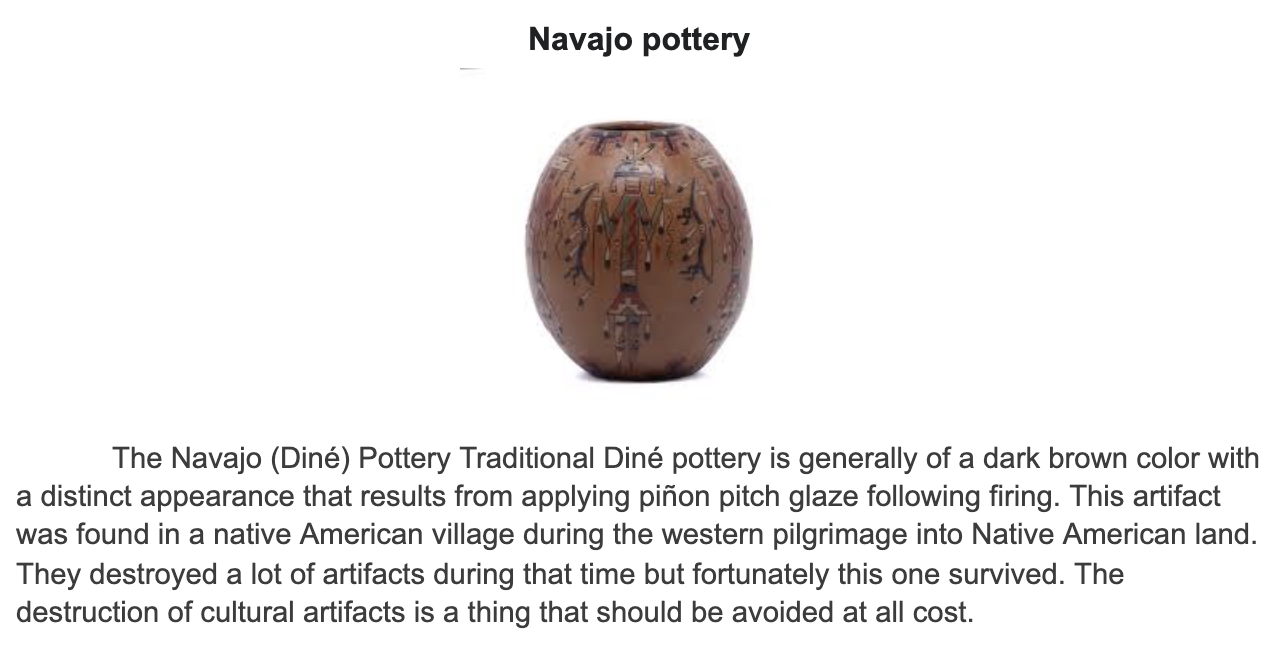 Navajo pottery
The Navajo (Diné) Pottery Traditional Diné pottery is generally of a dark brown color with
a distinct appearance that results from applying piñon pitch glaze following firing. This artifact
was found in a native American village during the western pilgrimage into Native American land.
They destroyed a lot of artifacts during that time but fortunately this one survived. The
destruction of cultural artifacts is a thing that should be avoided at all cost.